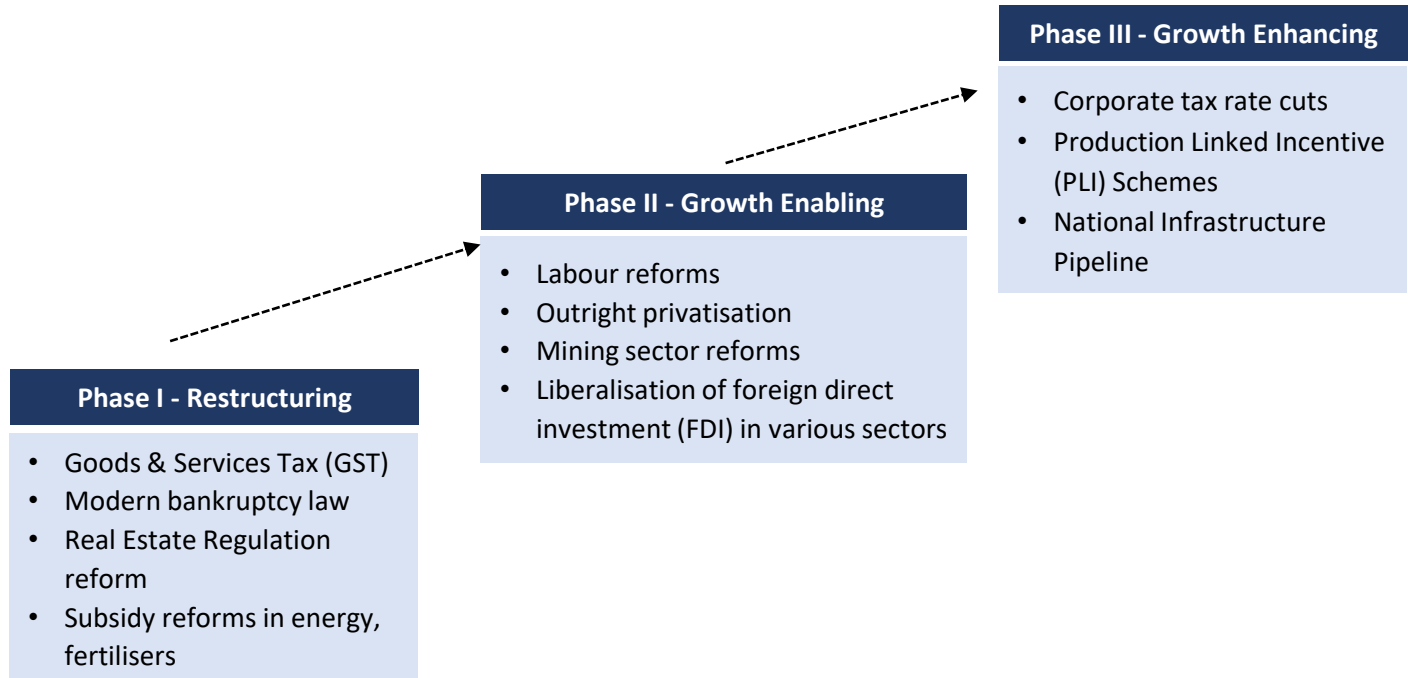 Phase III - Growth Enhancing
• Corporate tax rate cuts
• Production Linked Incentive
(PLI) Schemes
• National Infrastructure
Pipeline
Phase II - Growth Enabling
• Labour reforms
• Outright privatisation
• Mining sector reforms
• Liberalisation of foreign direct
investment (FDI) in various sectors
Phase I - Restructuring
• Goods & Services Tax (GST)
• Modern bankruptcy law
• Real Estate Regulation
reform
• Subsidy reforms in energy,
fertilisers